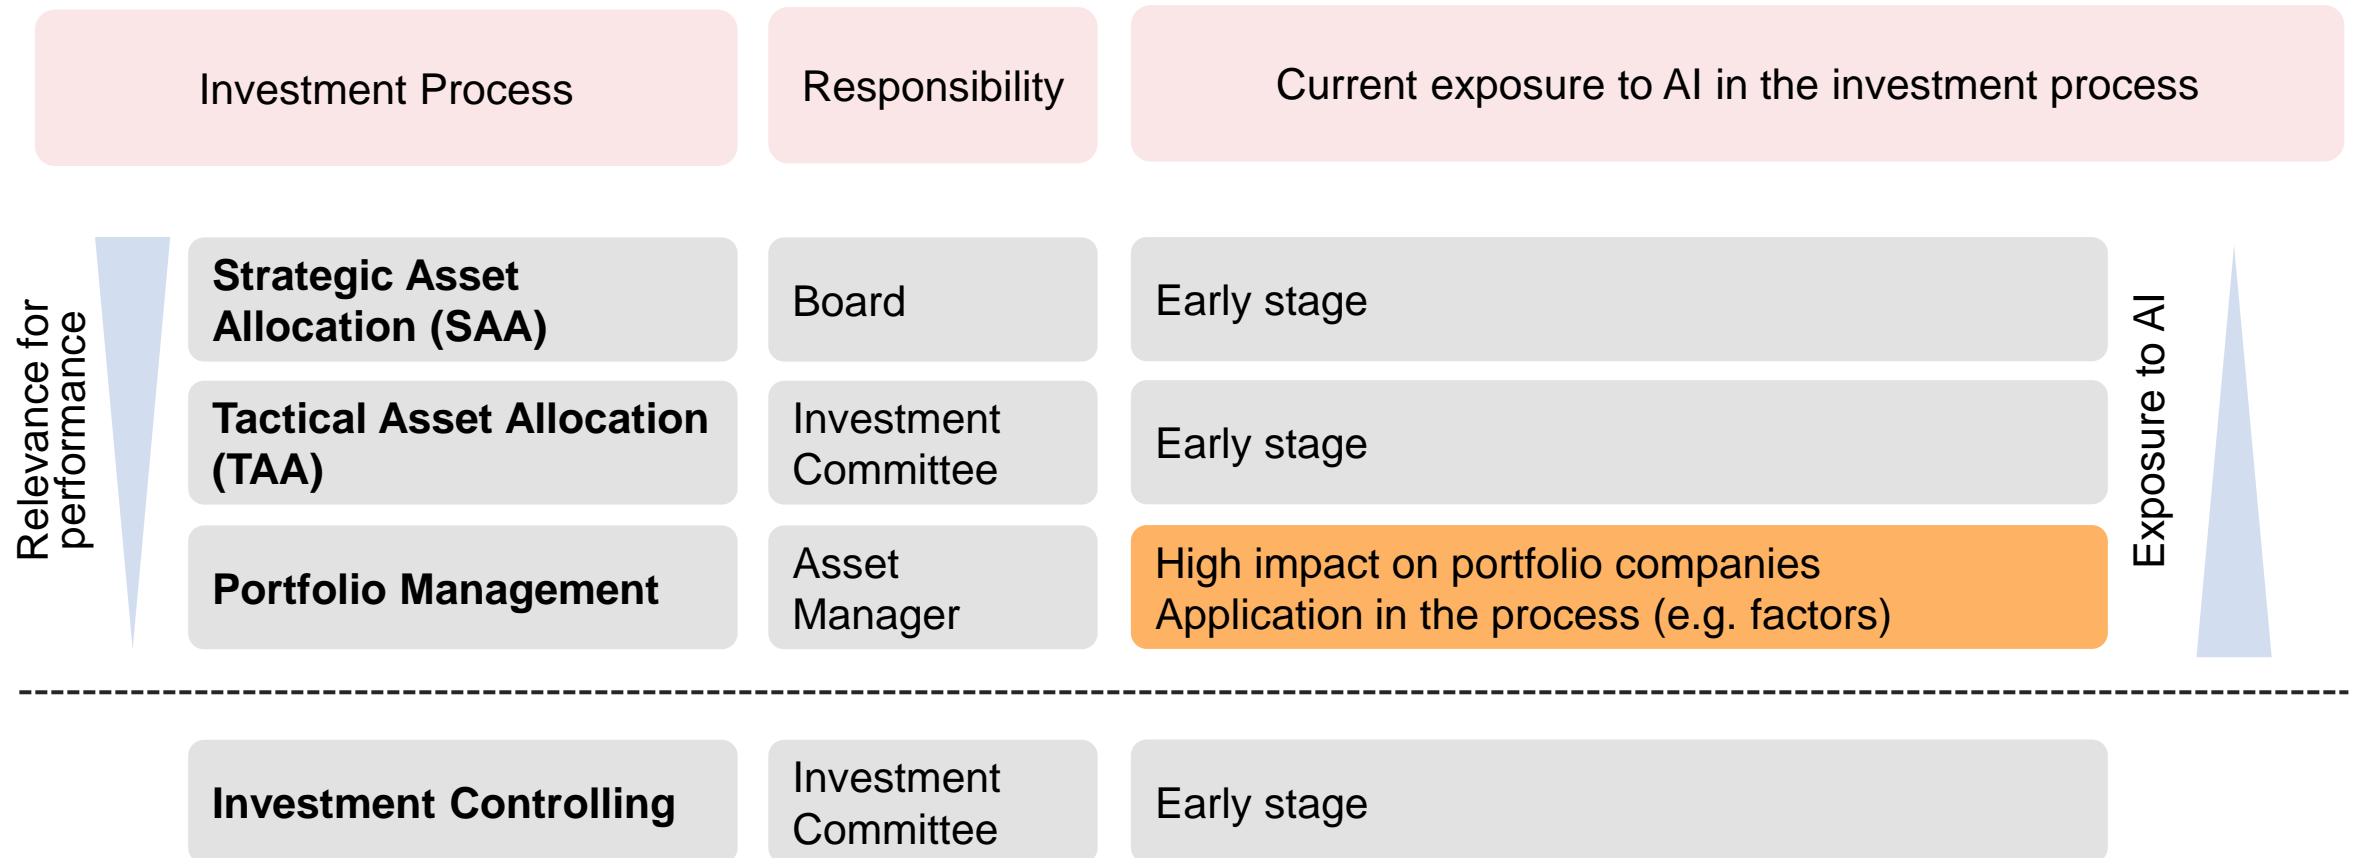 Investment Process
Responsibility
Current exposure to AI in the investment process
Relevance for
performance
Strategic Asset
Allocation (SAA)
Board
Early stage
Exposure to AI
Tactical Asset Allocation
(TAA)
Investment
Committee
Early stage
Portfolio Management
Asset
Manager
High impact on portfolio companies
Application in the process (e.g. factors)
Investment Controlling
Investment
Committee
Early stage